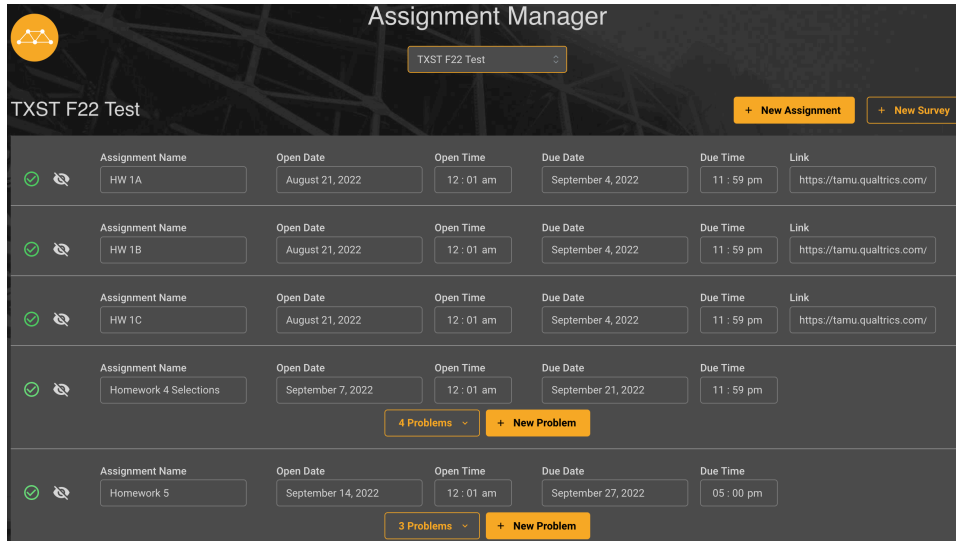 Assignment Manager
TXST F22 Test
TXST F22 Test
+ New Assignment
+ New Survey
Assignment Name Open Date Open Time Due Date Due Time Link
HW 1A August 21, 2022 12 : 01 am September 4, 2022 11 : 59 pm https://tamu.qualtrics.com/
Assignment Name Open Date Open Time Due Date Due Time Link
HW 1B August 21, 2022 12 : 01 am September 4, 2022 11 : 59 pm https://tamu.qualtrics.com/
Assignment Name Open Date Open Time Due Date Due Time Link
HW 1C August 21, 2022 12 : 01 am September 4, 2022 11 : 59 pm https://tamu.qualtrics.com/
Assignment Name Open Date Open Time Due Date Due Time
Homework 4 Selections September 7, 2022 12 : 01 am September 21, 2022 11 : 59 pm
4 Problems + New Problem
Assignment Name Open Date Open Time Due Date Due Time
Homework 5 September 14, 2022 12 : 01 am September 27, 2022 05 : 00 pm
3 Problems + New Problem